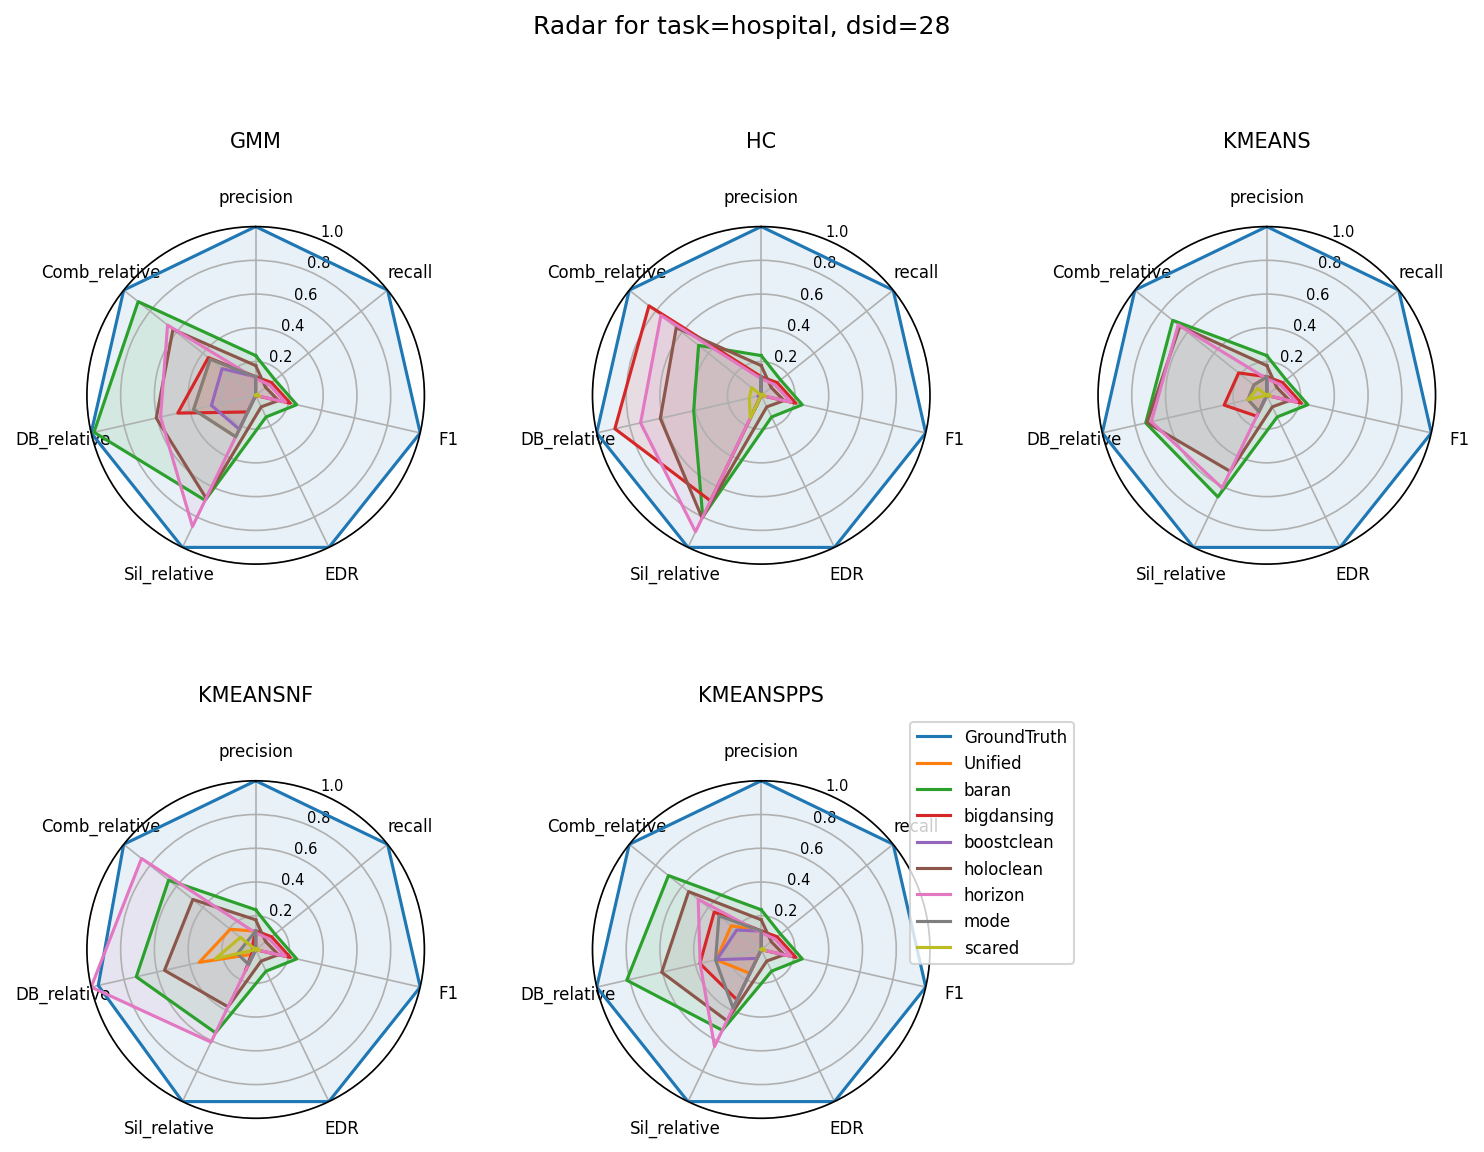 Radar for task=hospital, dsid=28
GMM
precision
recall
F1
EDR
Sil_relative
DB_relative
Comb_relative
0.2
0.4
0.6
0.8
1.0
HC
precision
recall
F1
EDR
Sil_relative
DB_relative
Comb_relative
0.2
0.4
0.6
0.8
1.0
KMEANS
precision
recall
F1
EDR
Sil_relative
DB_relative
Comb_relative
0.2
0.4
0.6
0.8
1.0
KMEANSNF
precision
recall
F1
EDR
Sil_relative
DB_relative
Comb_relative
0.2
0.4
0.6
0.8
1.0
KMEANSPPS
precision
recall
F1
EDR
Sil_relative
DB_relative
Comb_relative
0.2
0.4
0.6
0.8
1.0
GroundTruth
Unified
baran
bigdansing
boostclean
holoclean
horizon
mode
scared